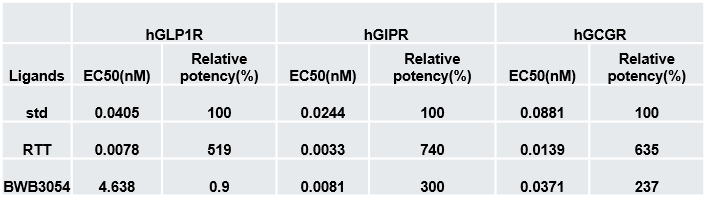 hGLP1R hGIPR hGCGR
Ligands EC50(nM) Relative potency(%) EC50(nM) Relative potency(%) EC50(nM) Relative potency(%)
std 0.0405 100 0.0244 100 0.0881 100
RTT 0.0078 519 0.0033 740 0.0139 635
BWB3054 4.638 0.9 0.0081 300 0.0371 237